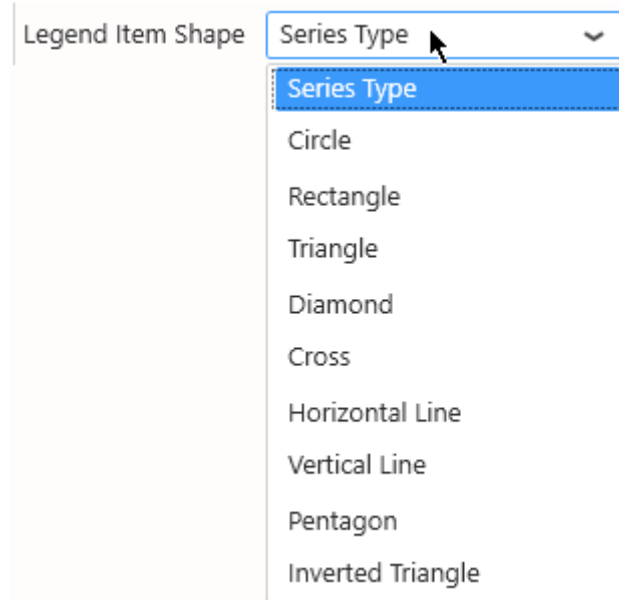 Legend Item Shape Series Type
Series Type
Circle
Rectangle
Triangle
Diamond
Cross
Horizontal Line
Vertical Line
Pentagon
Inverted Triangle